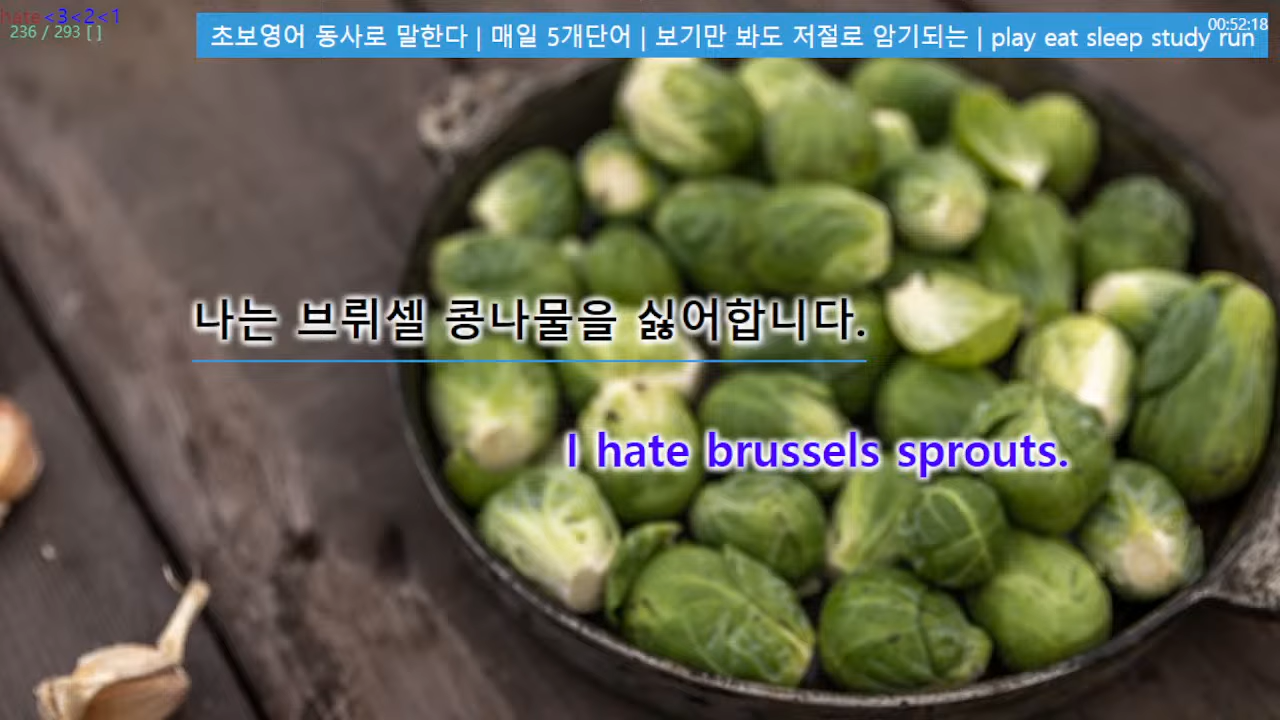 hate<3<2<1
236 / 293 [ ]
초보영어 동사로 말한다 | 매일 5개단어 | 보기만 봐도 저절로 암기되는 | play eat sleep study run
00:52:18
나는 브뤼셀 콩나물을 싫어합니다.
I hate brussels sprouts.